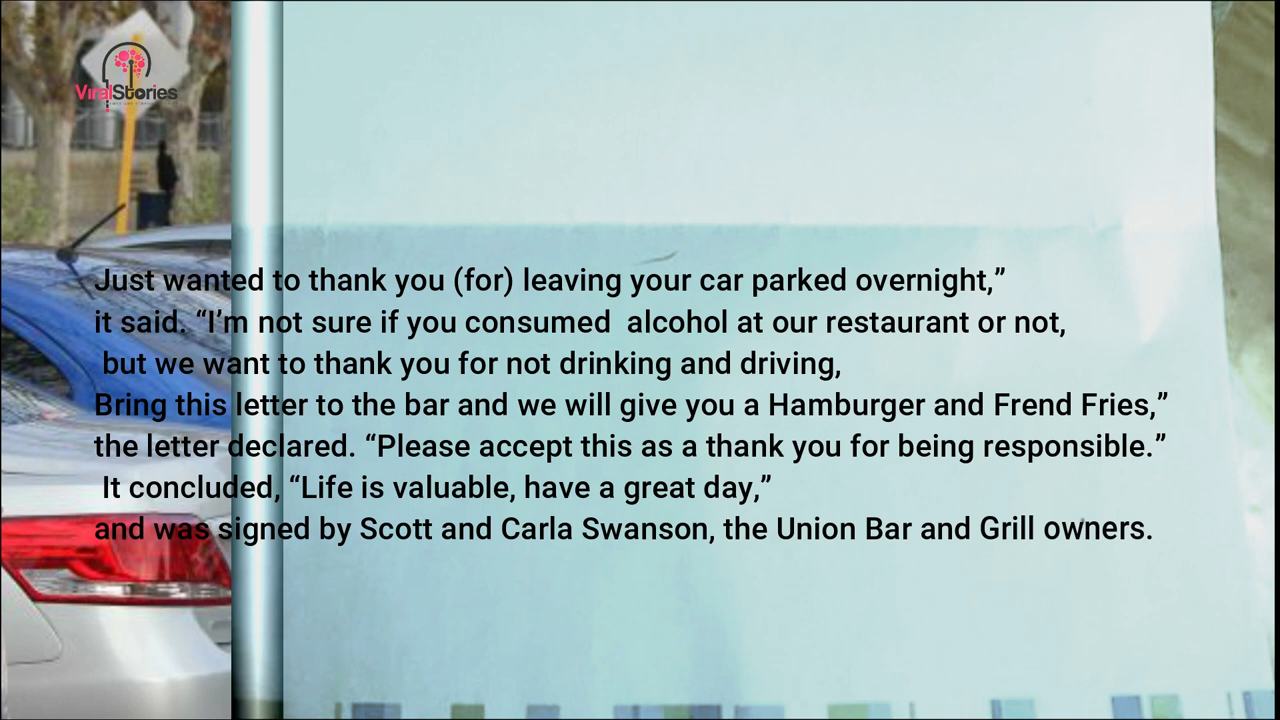 ViralStories
Just wanted to thank you (for) leaving your car parked overnight,”
it said. “I’m not sure if you consumed  alcohol at our restaurant or not,
but we want to thank you for not drinking and driving,
Bring this letter to the bar and we will give you a Hamburger and Frend Fries,”
the letter declared. “Please accept this as a thank you for being responsible.”
It concluded, “Life is valuable, have a great day,”
and was signed by Scott and Carla Swanson, the Union Bar and Grill owners.